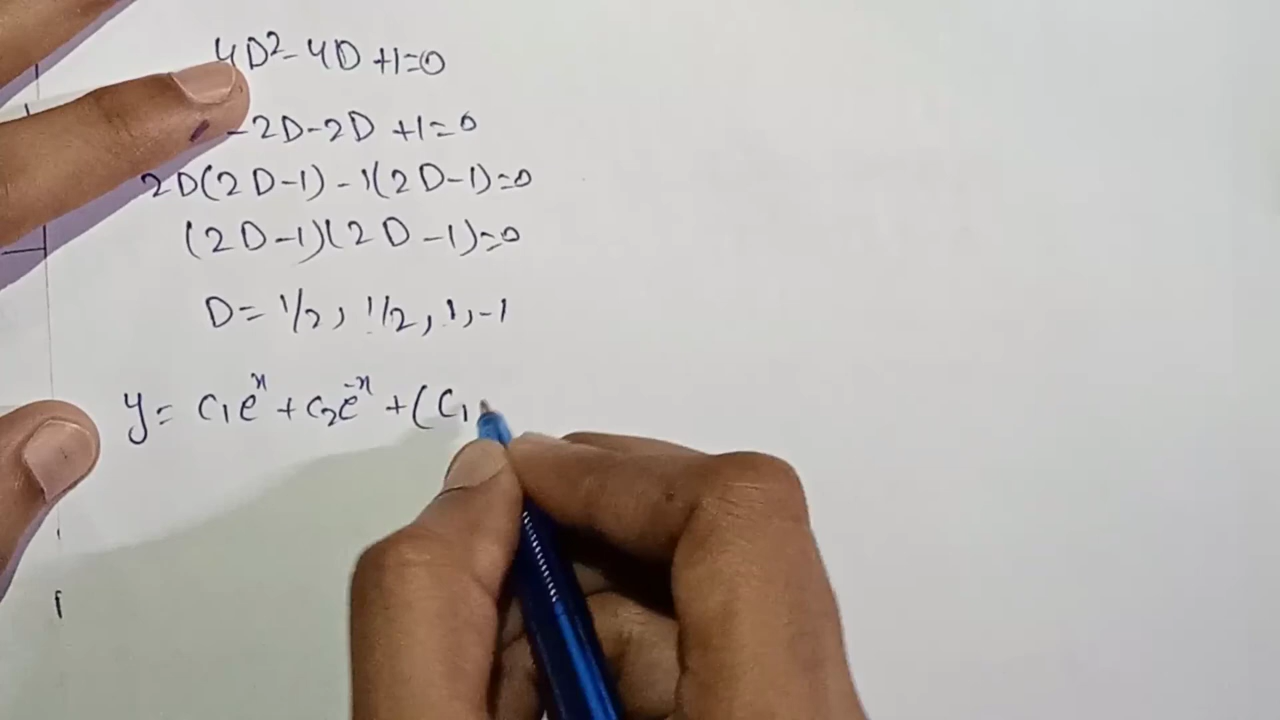 4D²-4D+1=0
-2D-2D+1=0
2D(2D-1)-1(2D-1)=0
(2D-1)(2D-1)=0
D=1/2, 1/2, 1, -1
y= c₁eˣ+c₂e⁻ˣ+(c₁